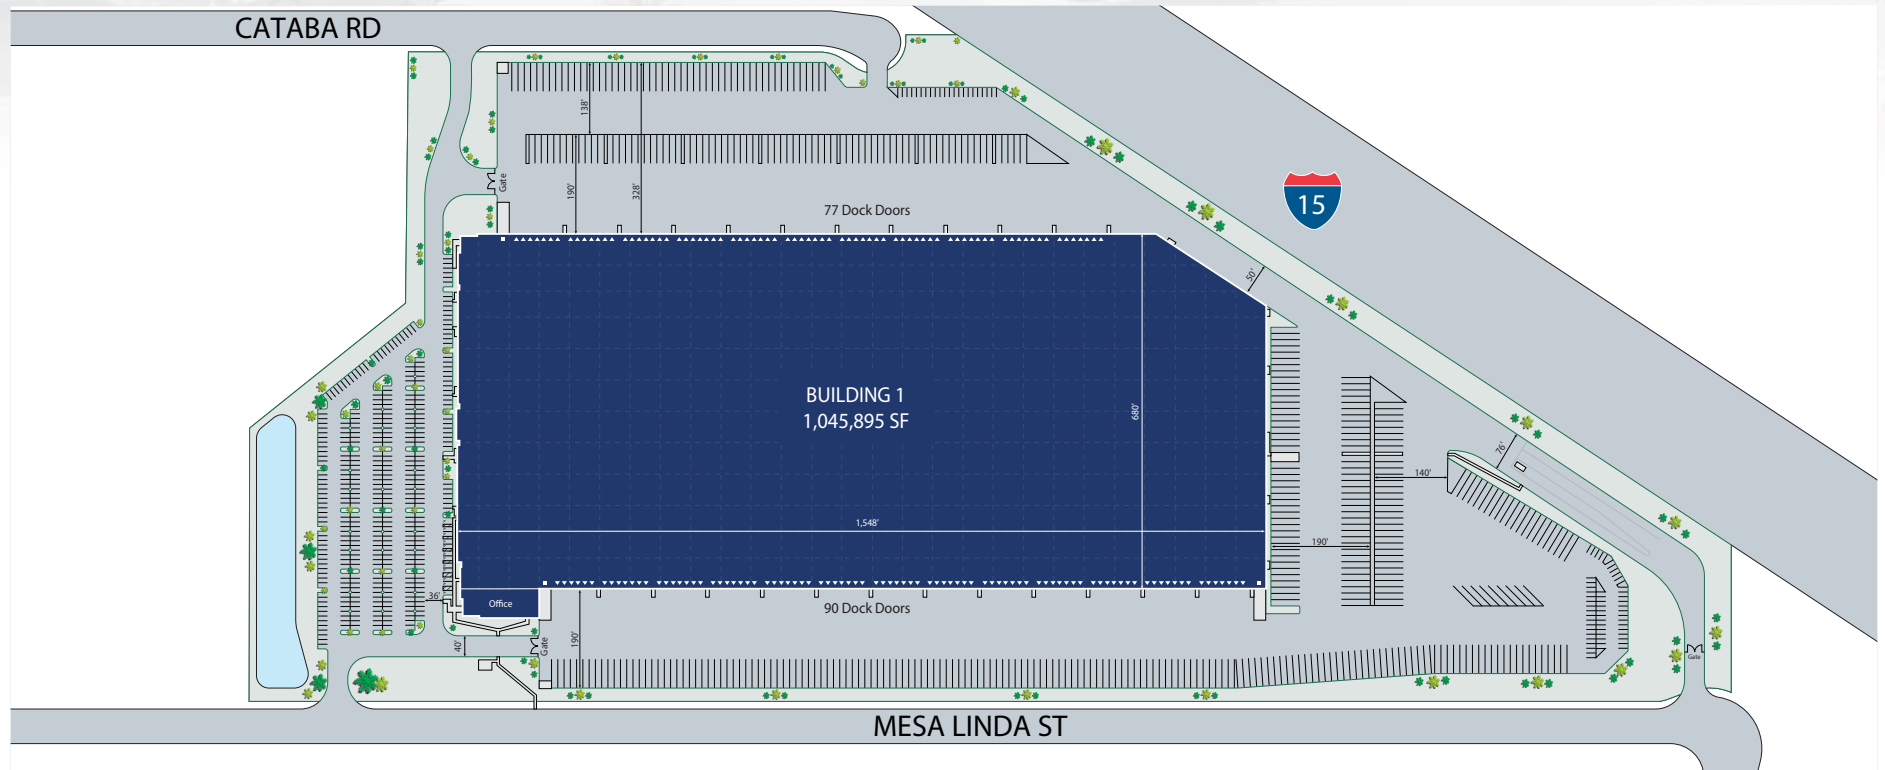 CATABA RD
138'
Gate
190'
328'
77 Dock Doors
15
50'
BUILDING 1
1,045,895 SF
680'
76'
140'
1,548'
190'
36'
Office
90 Dock Doors
40'
Gate
190'
Gate
MESA LINDA ST